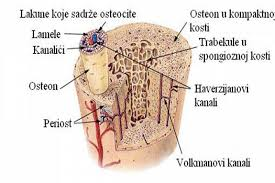 Lakune koje sadrže osteocite
Lamele
Kanalići
Osteon
Periost
Osteon u kompaktnoj
kosti
Trabekule u
spongioznoj kosti
Haverzijanovi
kanali
Volkmanovi kanali